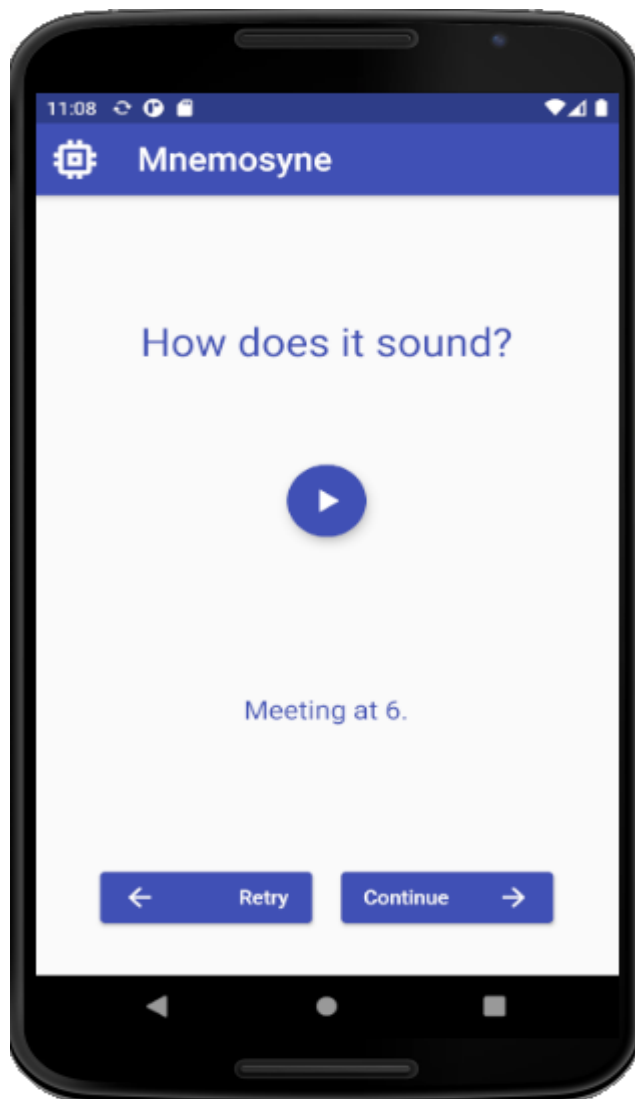 11:08
Mnemosyne
How does it sound?
Meeting at 6.
Retry
Continue